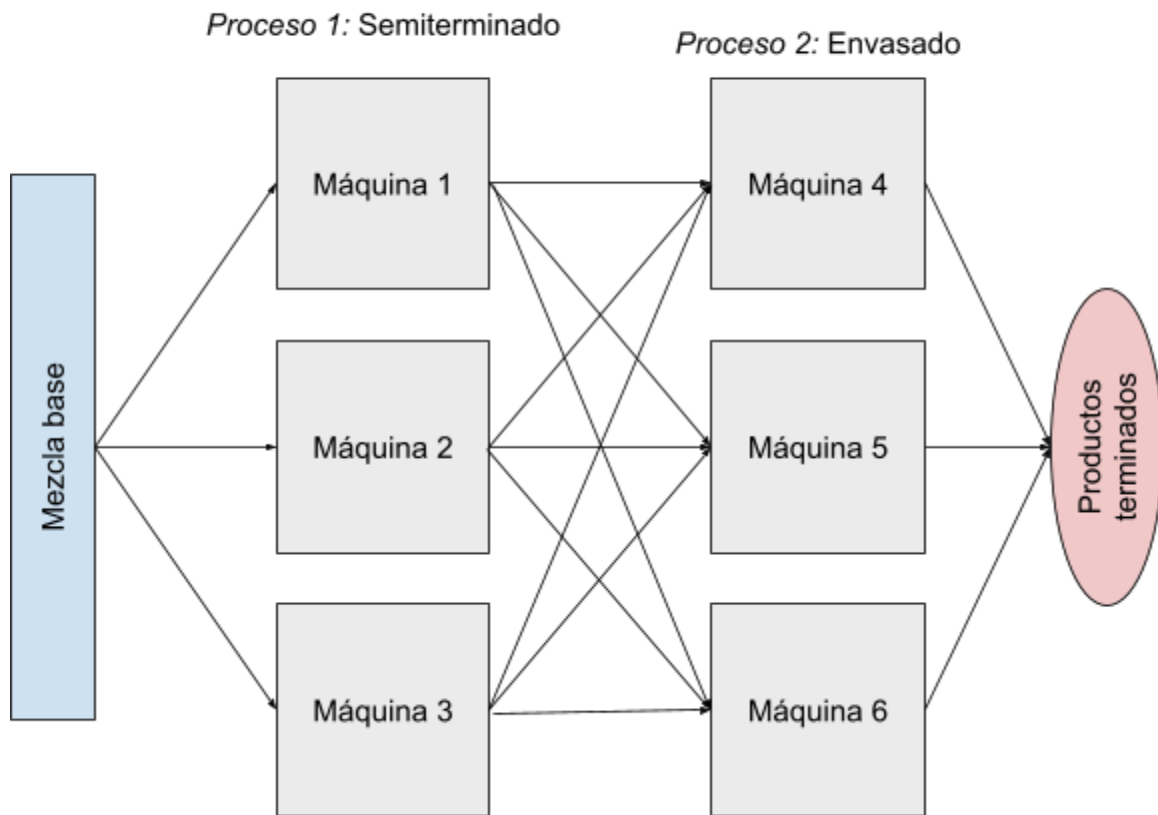 Proceso 1: Semiterminado
Proceso 2: Envasado
Mezcla base
Máquina 1
Máquina 4
Máquina 2
Máquina 5
Máquina 3
Máquina 6
Productos
terminados